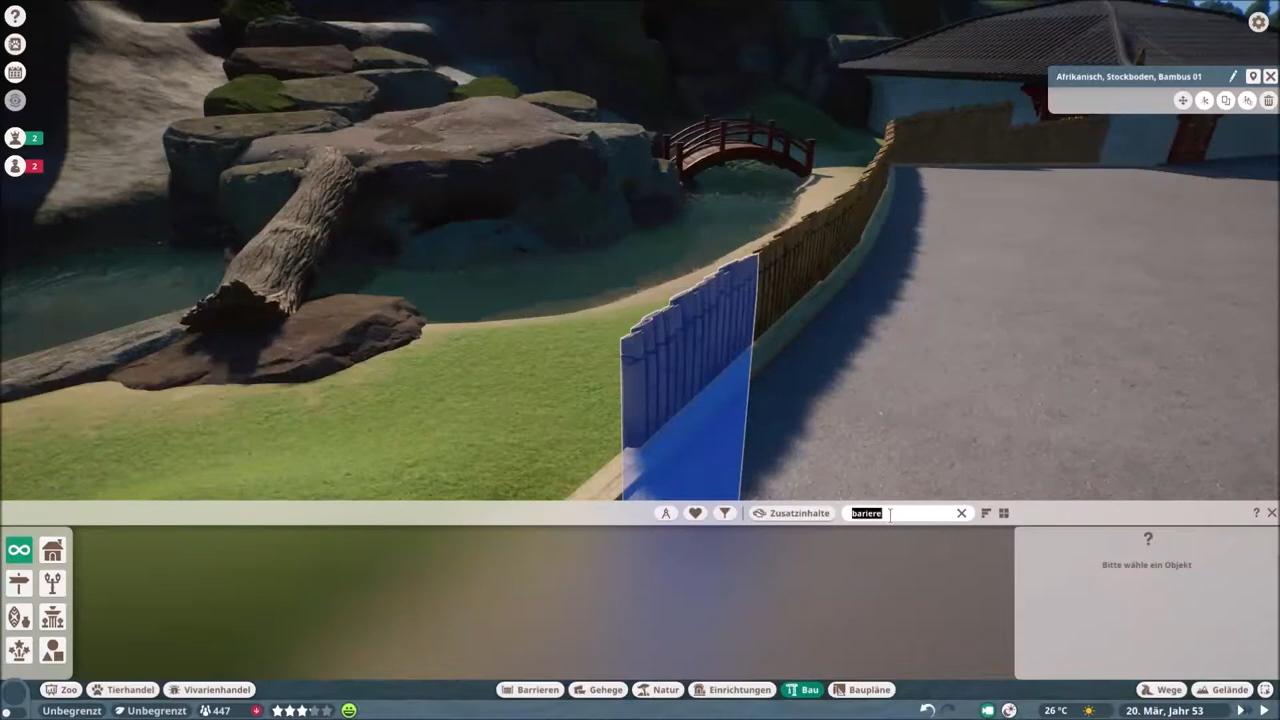 Afrikanisch, Stockboden, Bambus 01
2
2
Zusatzinhalte
bariere
?
Bitte wähle ein Objekt
Zoo Tierhandel Vivarienhandel Barrieren Gehege Natur Einrichtungen Bau Baupläne Wege Gelände
Unbegrenzt Unbegrenzt 447 26 °C 20. Mär, Jahr 53